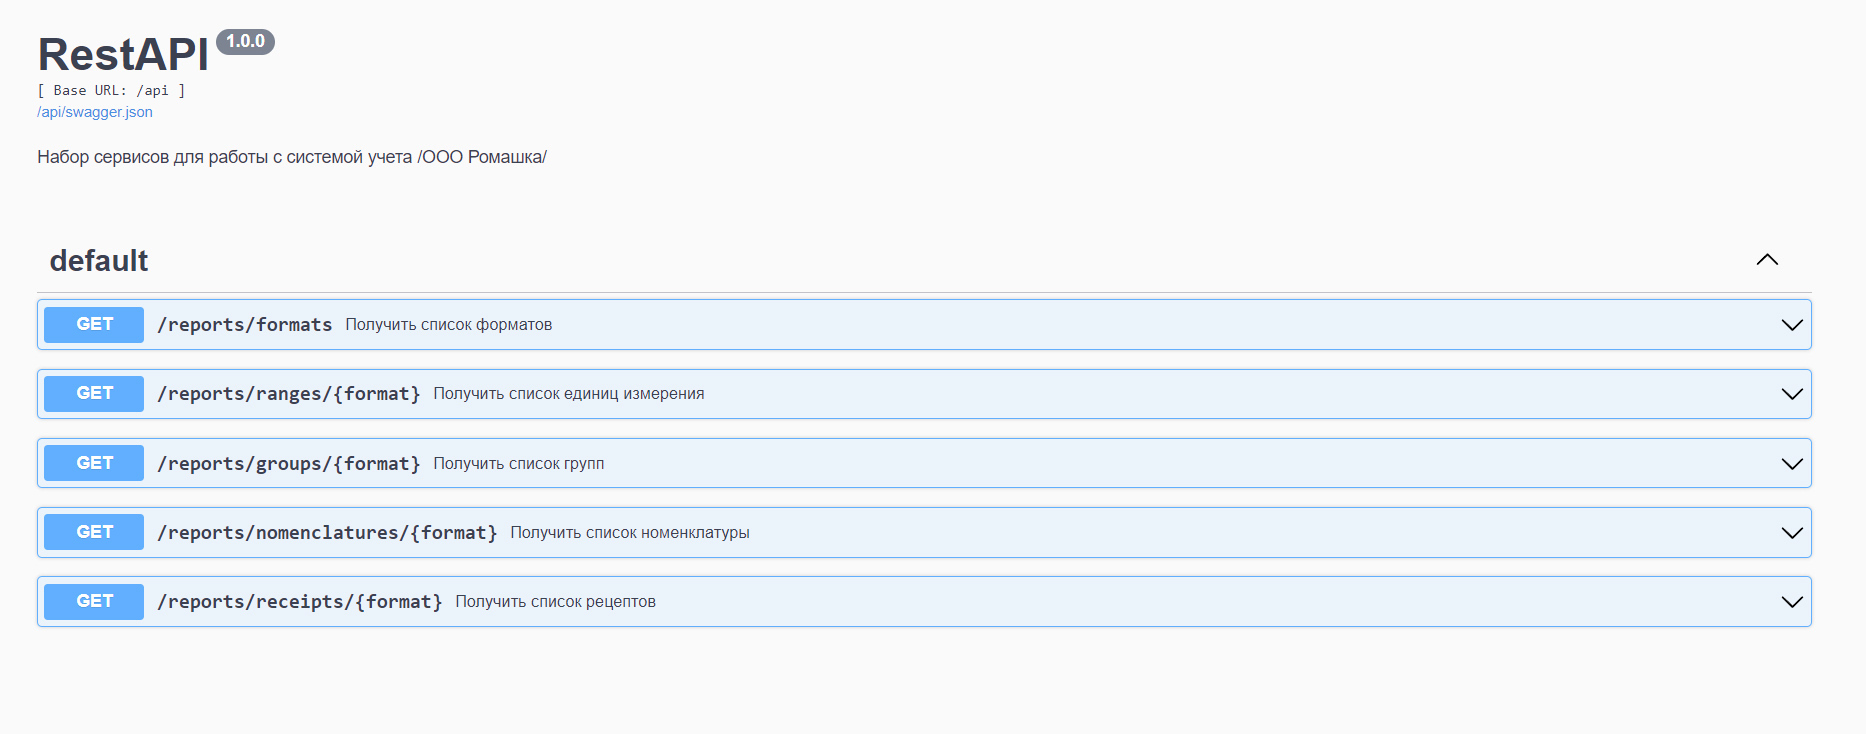 RestAPI 1.0.0
[ Base URL: /api ]
/api/swagger.json
Набор сервисов для работы с системой учета /ООО Ромашка/
default
GET /reports/formats Получить список форматов
GET /reports/ranges/{format} Получить список единиц измерения
GET /reports/groups/{format} Получить список групп
GET /reports/nomenclatures/{format} Получить список номенклатуры
GET /reports/receipts/{format} Получить список рецептов